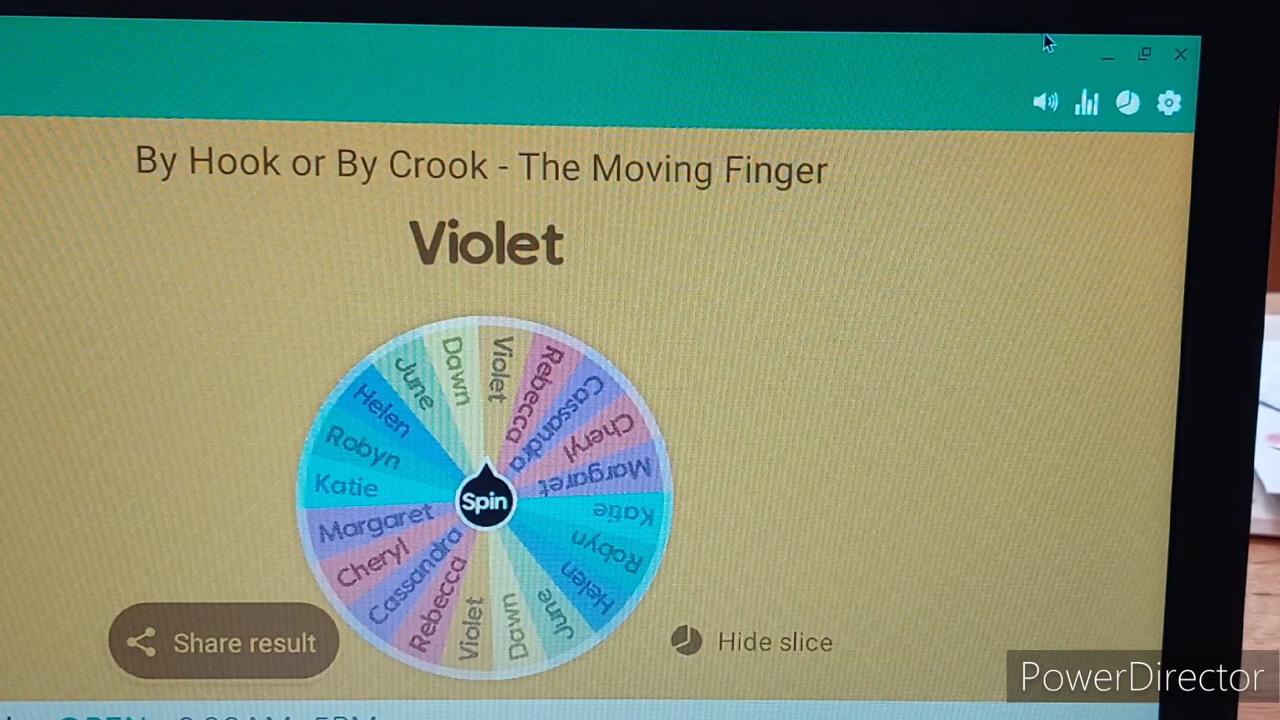 By Hook or By Crook - The Moving Finger
Violet
Violet
Rebecca
Cassandra
Cheryl
Margaret
Katie
Robyn
Helen
June
Dawn
Violet
Rebecca
Cassandra
Cheryl
Margaret
Katie
Robyn
Helen
June
Dawn
Spin
Share result
Hide slice
PowerDirector